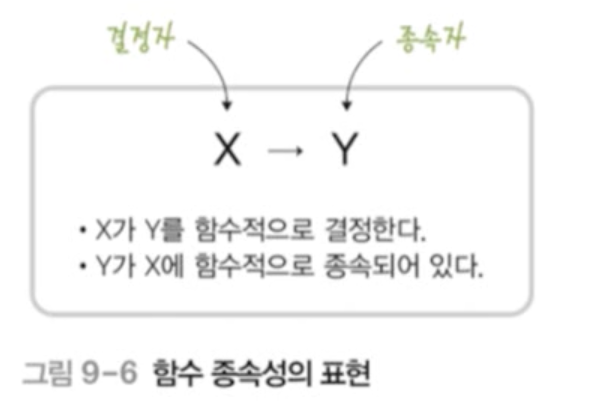 결정자 종속자
X → Y
• X가 Y를 함수적으로 결정한다.
• Y가 X에 함수적으로 종속되어 있다.
그림 9-6 함수 종속성의 표현